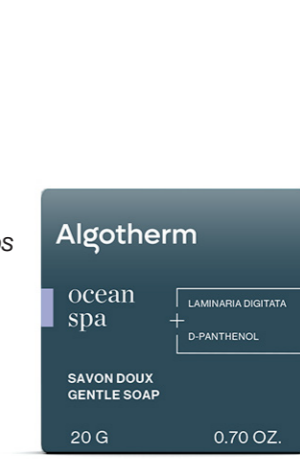 Algotherm
ocean
spa
+
LAMINARIA DIGITATA
D-PANTHENOL
SAVON DOUX
GENTLE SOAP
20 G
0.70 OZ.